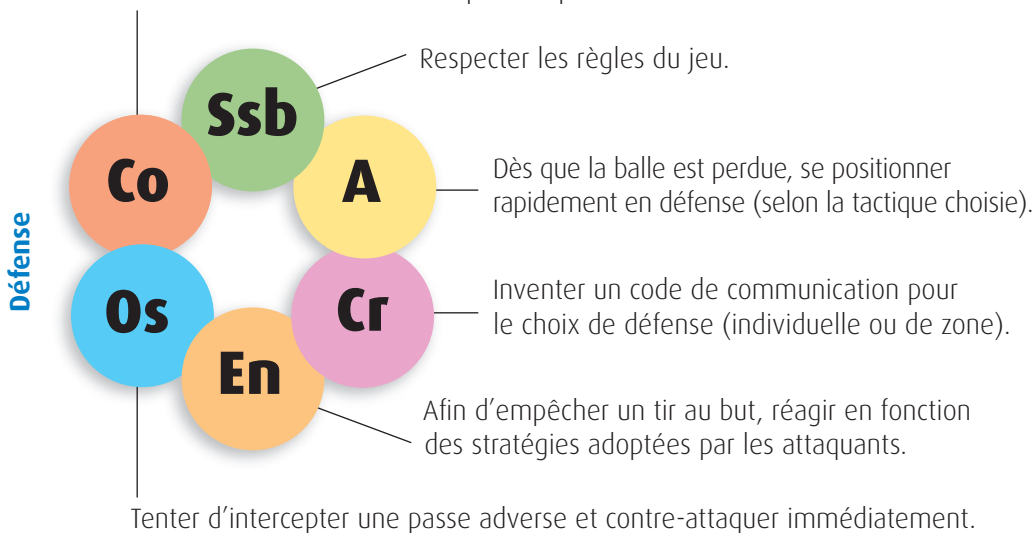 Respecter les règles du jeu.
Ssb
Co
A
Dès que la balle est perdue, se positionner
rapidement en défense (selon la tactique choisie).
Défense
Os
Cr
Inventer un code de communication pour
le choix de défense (individuelle ou de zone).
En
Afin d'empêcher un tir au but, réagir en fonction
des stratégies adoptées par les attaquants.
Tenter d'intercepter une passe adverse et contre-attaquer immédiatement.